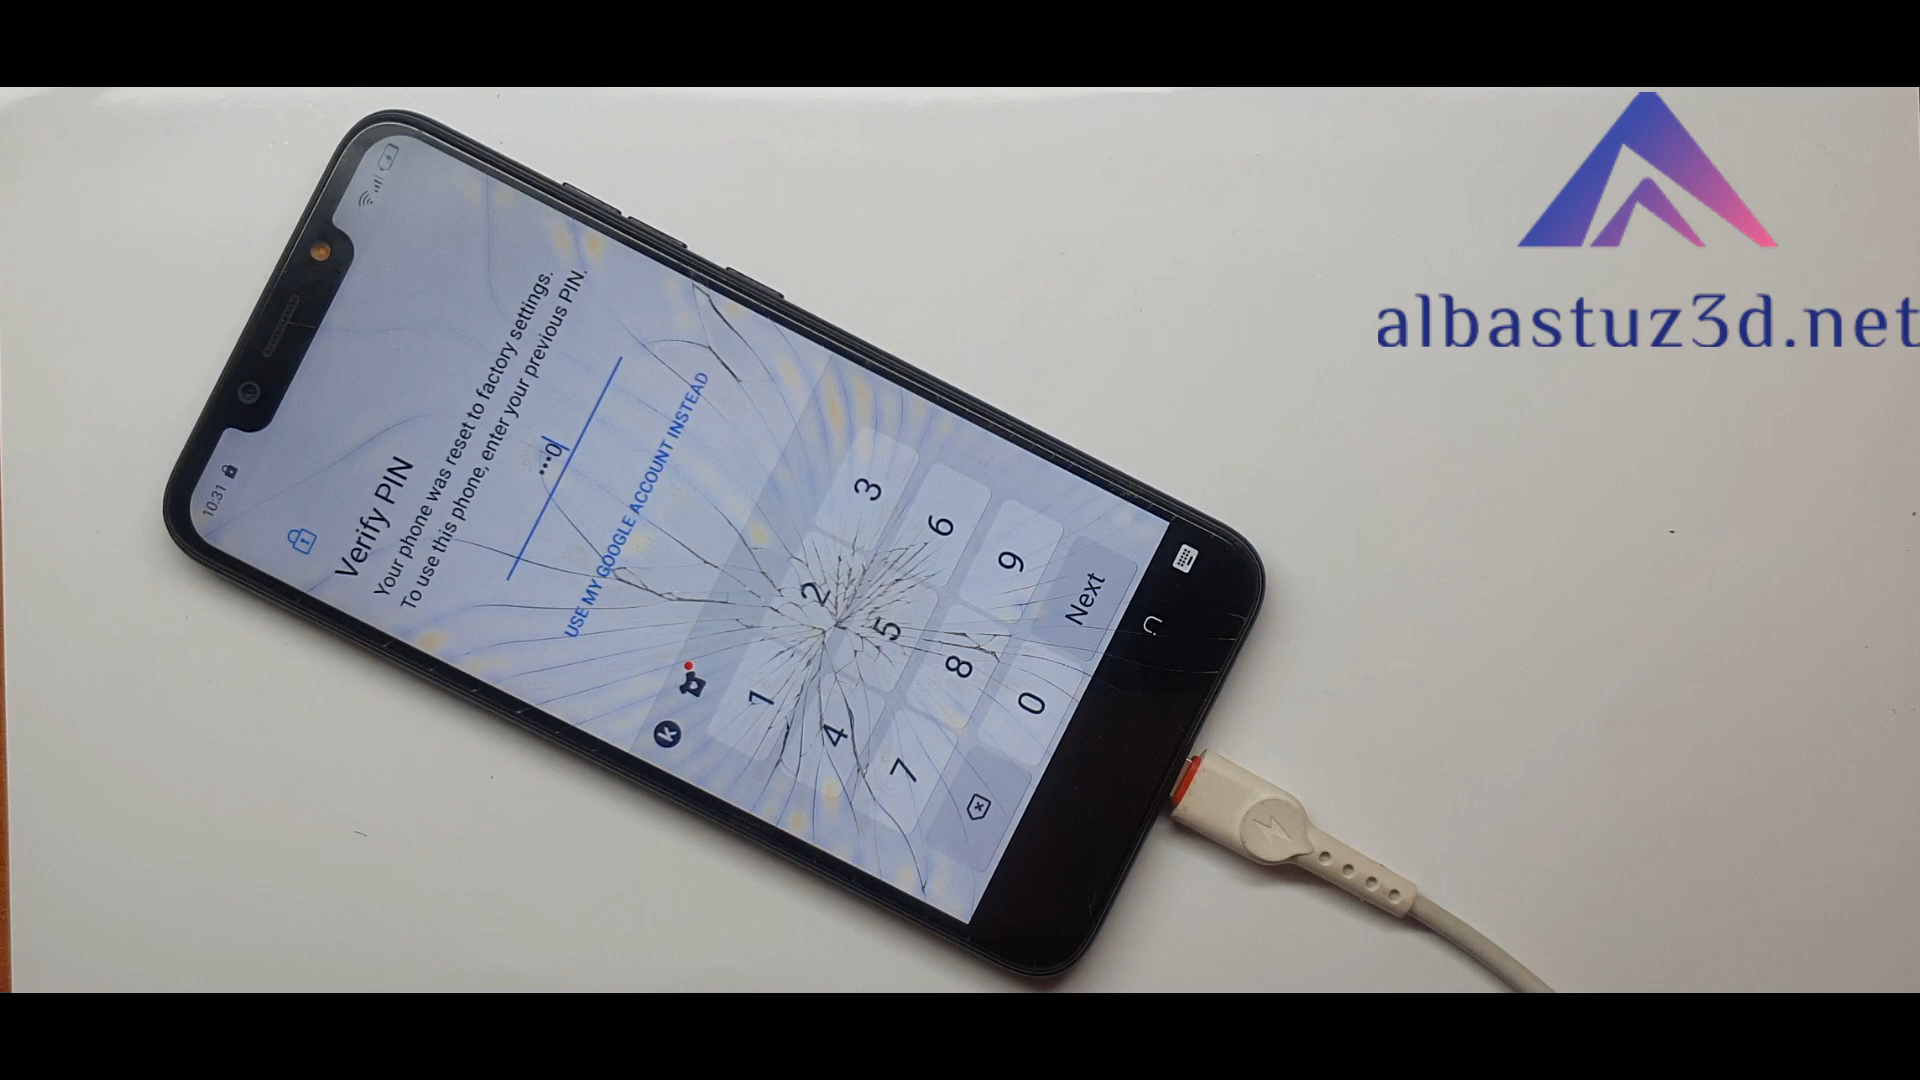 albastuz3d.net
10:31
Verify PIN
Your phone was reset to factory settings.
To use this phone, enter your previous PIN.
•••0
USE MY GOOGLE ACCOUNT INSTEAD
k
1 2 3
4 5 6
7 8 9
0 Next